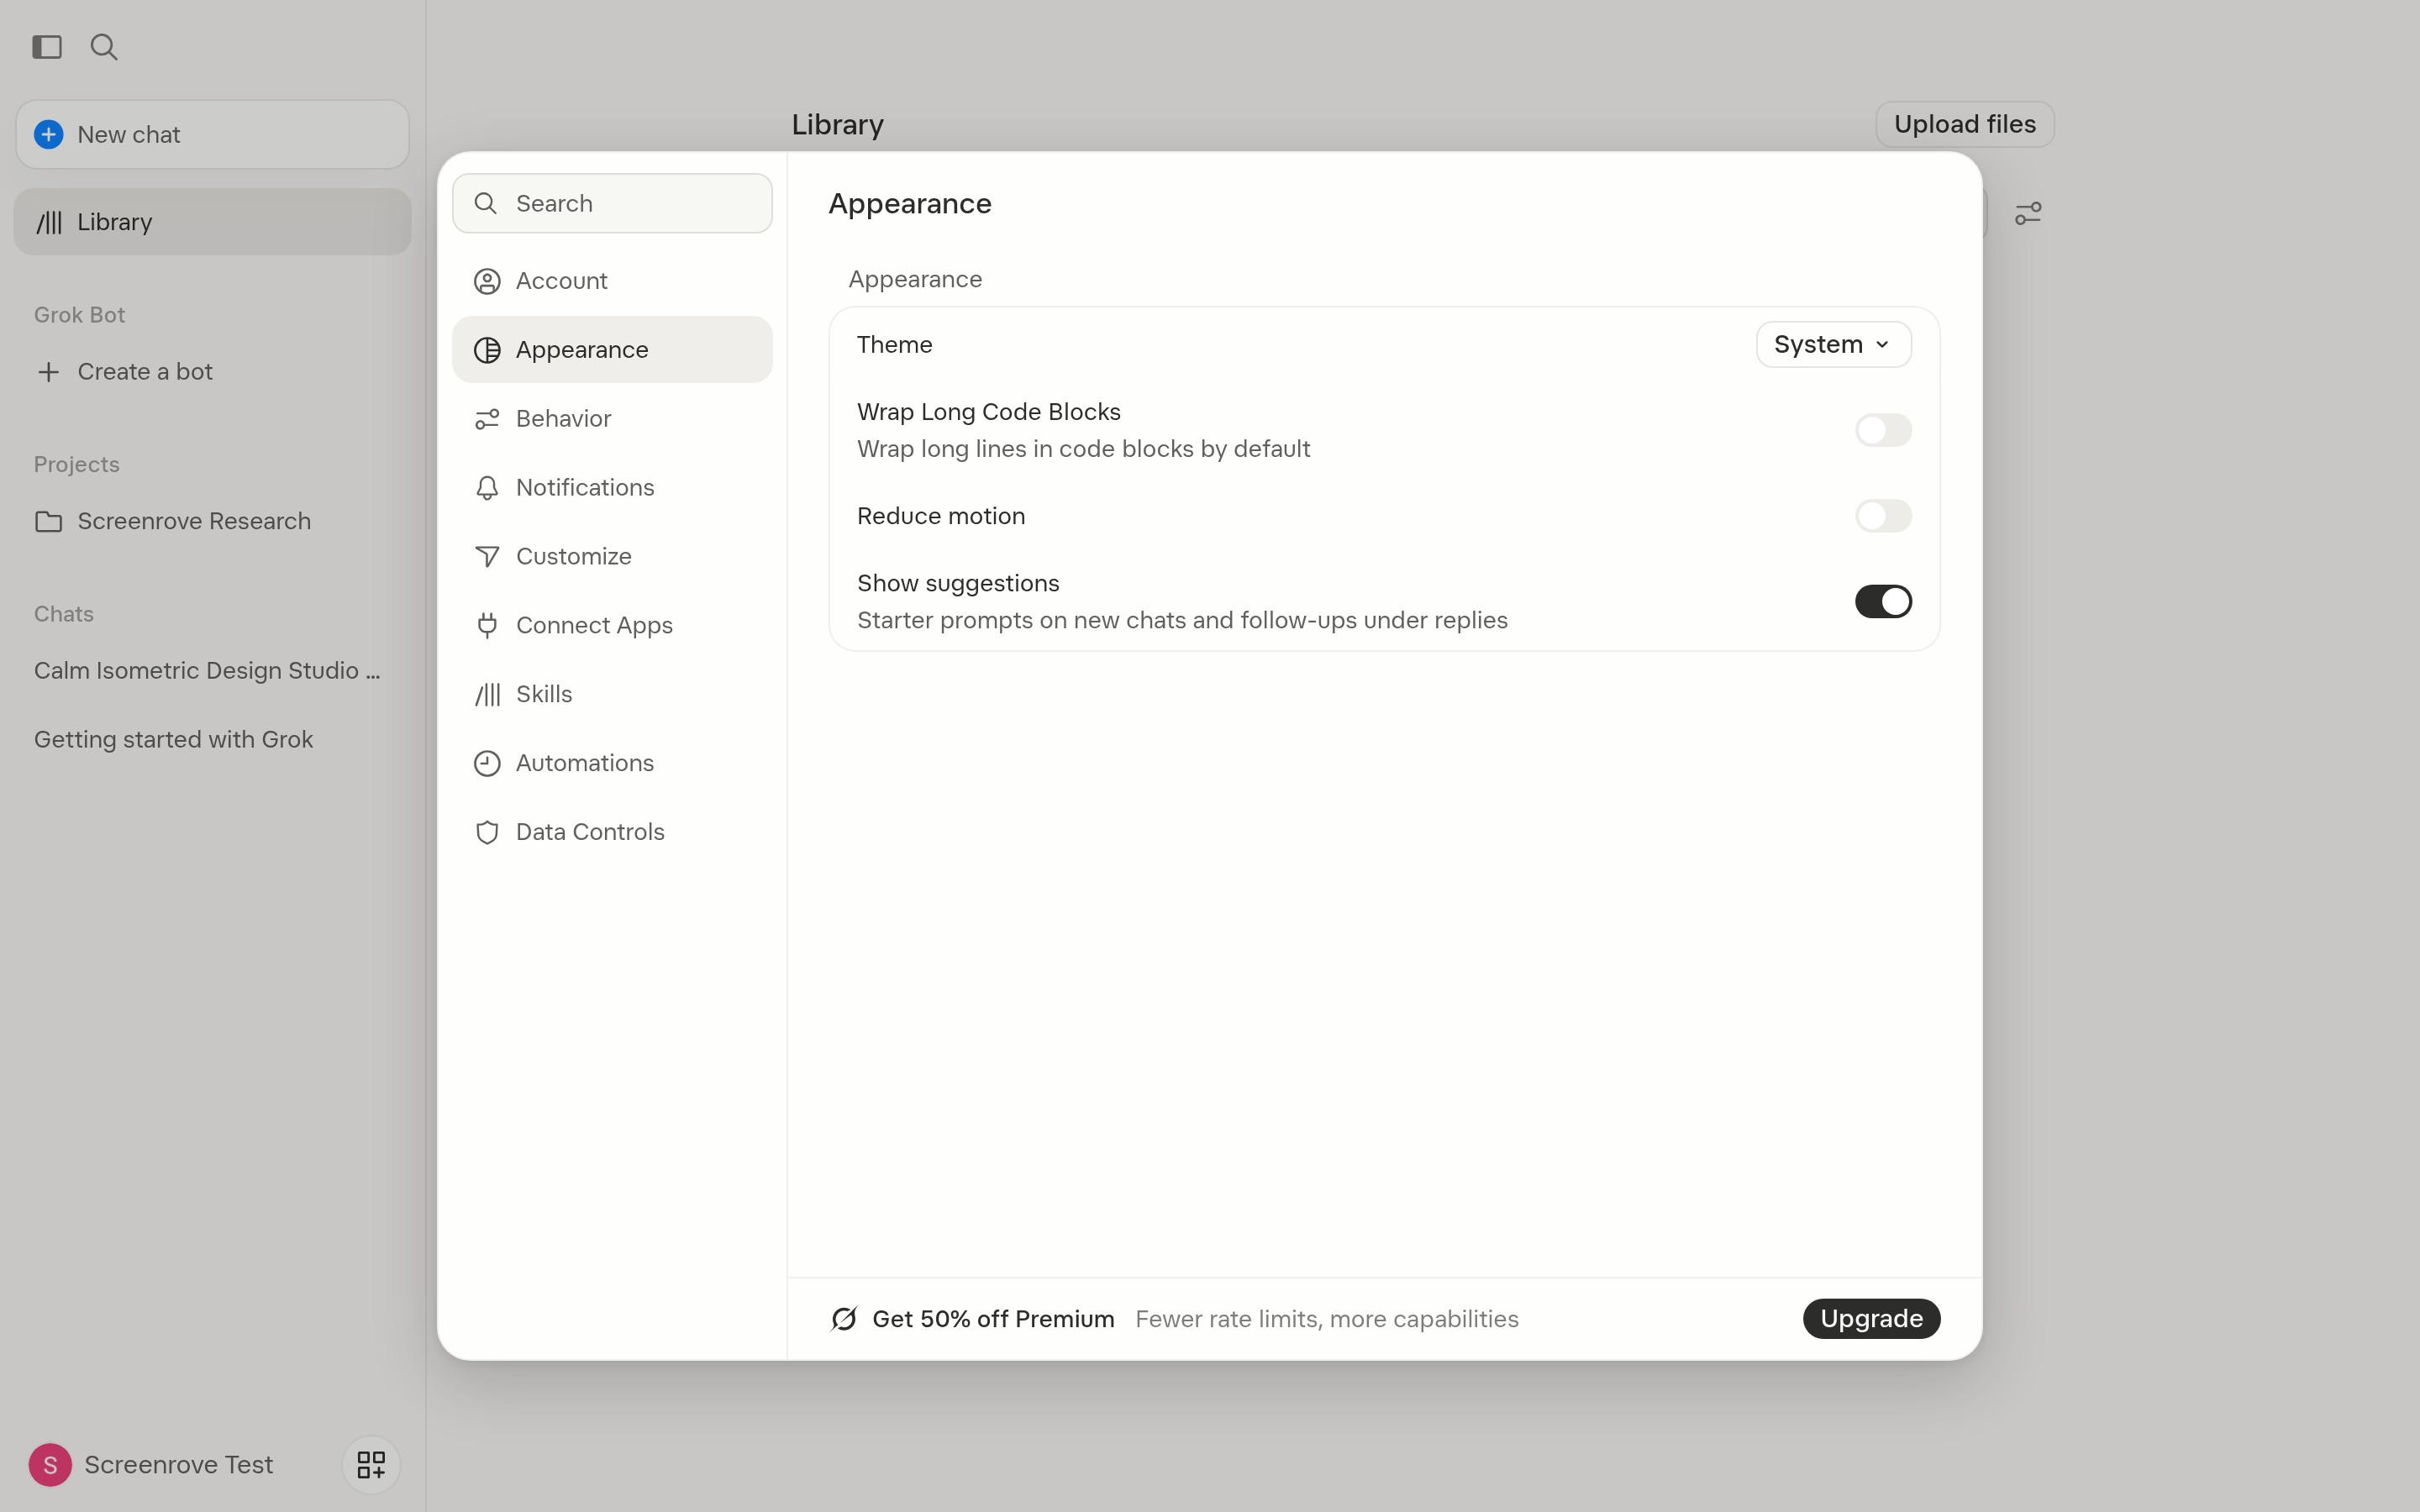 New chat
Library
Grok Bot
Create a bot
Projects
Screenrove Research
Chats
Calm Isometric Design Studio ...
Getting started with Grok
S
Screenrove Test
Library
Upload files
Search
Account
Appearance
Behavior
Notifications
Customize
Connect Apps
Skills
Automations
Data Controls
Appearance
Appearance
Theme
System
Wrap Long Code Blocks
Wrap long lines in code blocks by default
Reduce motion
Show suggestions
Starter prompts on new chats and follow-ups under replies
Get 50% off Premium Fewer rate limits, more capabilities
Upgrade